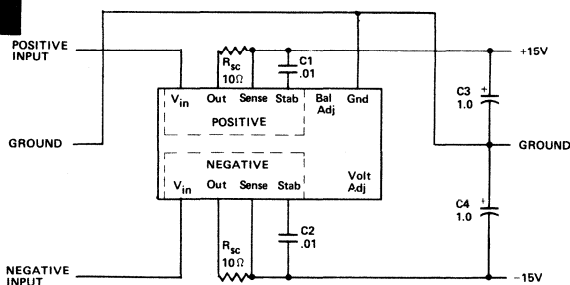 POSITIVE
INPUT
Rsc
10Ω
C1
.01
+15V
Vin
Out
Sense
Stab
Bal
Adj
Gnd
POSITIVE
C3
1.0
+
GROUND
GROUND
NEGATIVE
Vin
Out
Sense
Stab
Volt
Adj
C4
1.0
+
Rsc
10Ω
C2
.01
NEGATIVE
INPUT
-15V